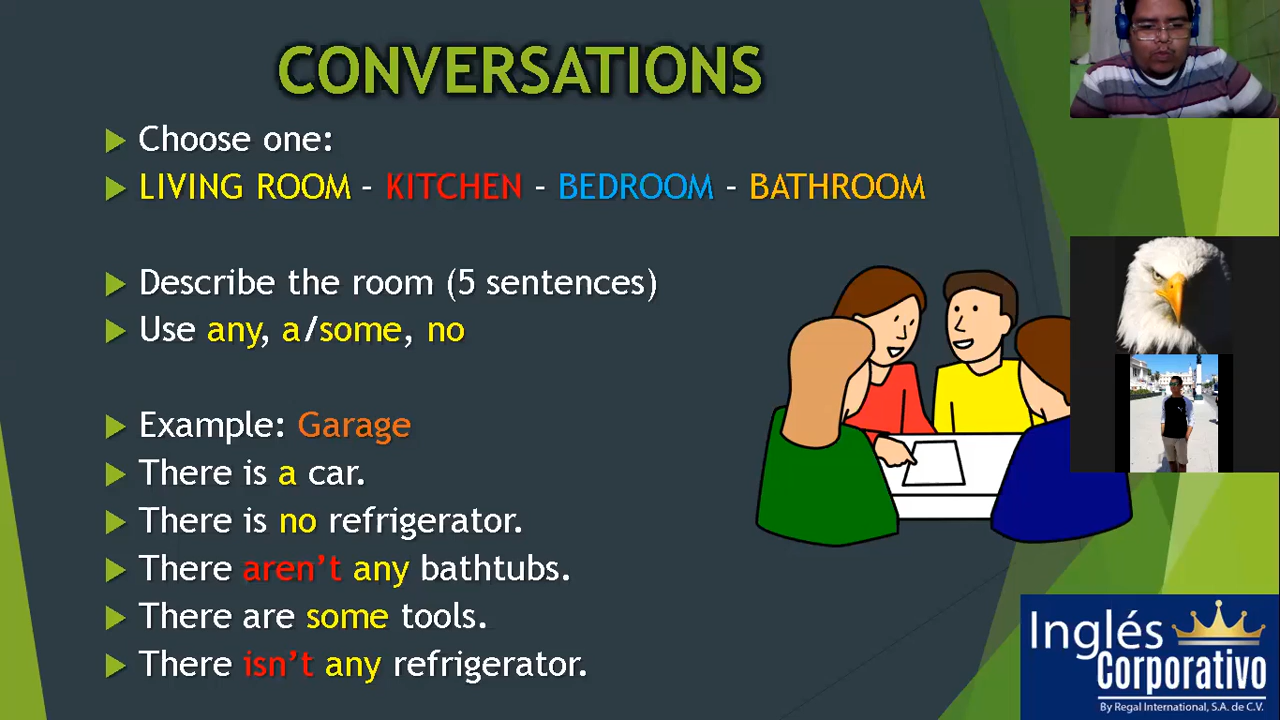 CONVERSATIONS
Choose one:
LIVING ROOM - KITCHEN - BEDROOM - BATHROOM
Describe the room (5 sentences)
Use any, a/some, no
Example: Garage
There is a car.
There is no refrigerator.
There aren't any bathtubs.
There are some tools.
There isn't any refrigerator.
Inglés
Corporativo
By Regal International, S.A. de C.V.